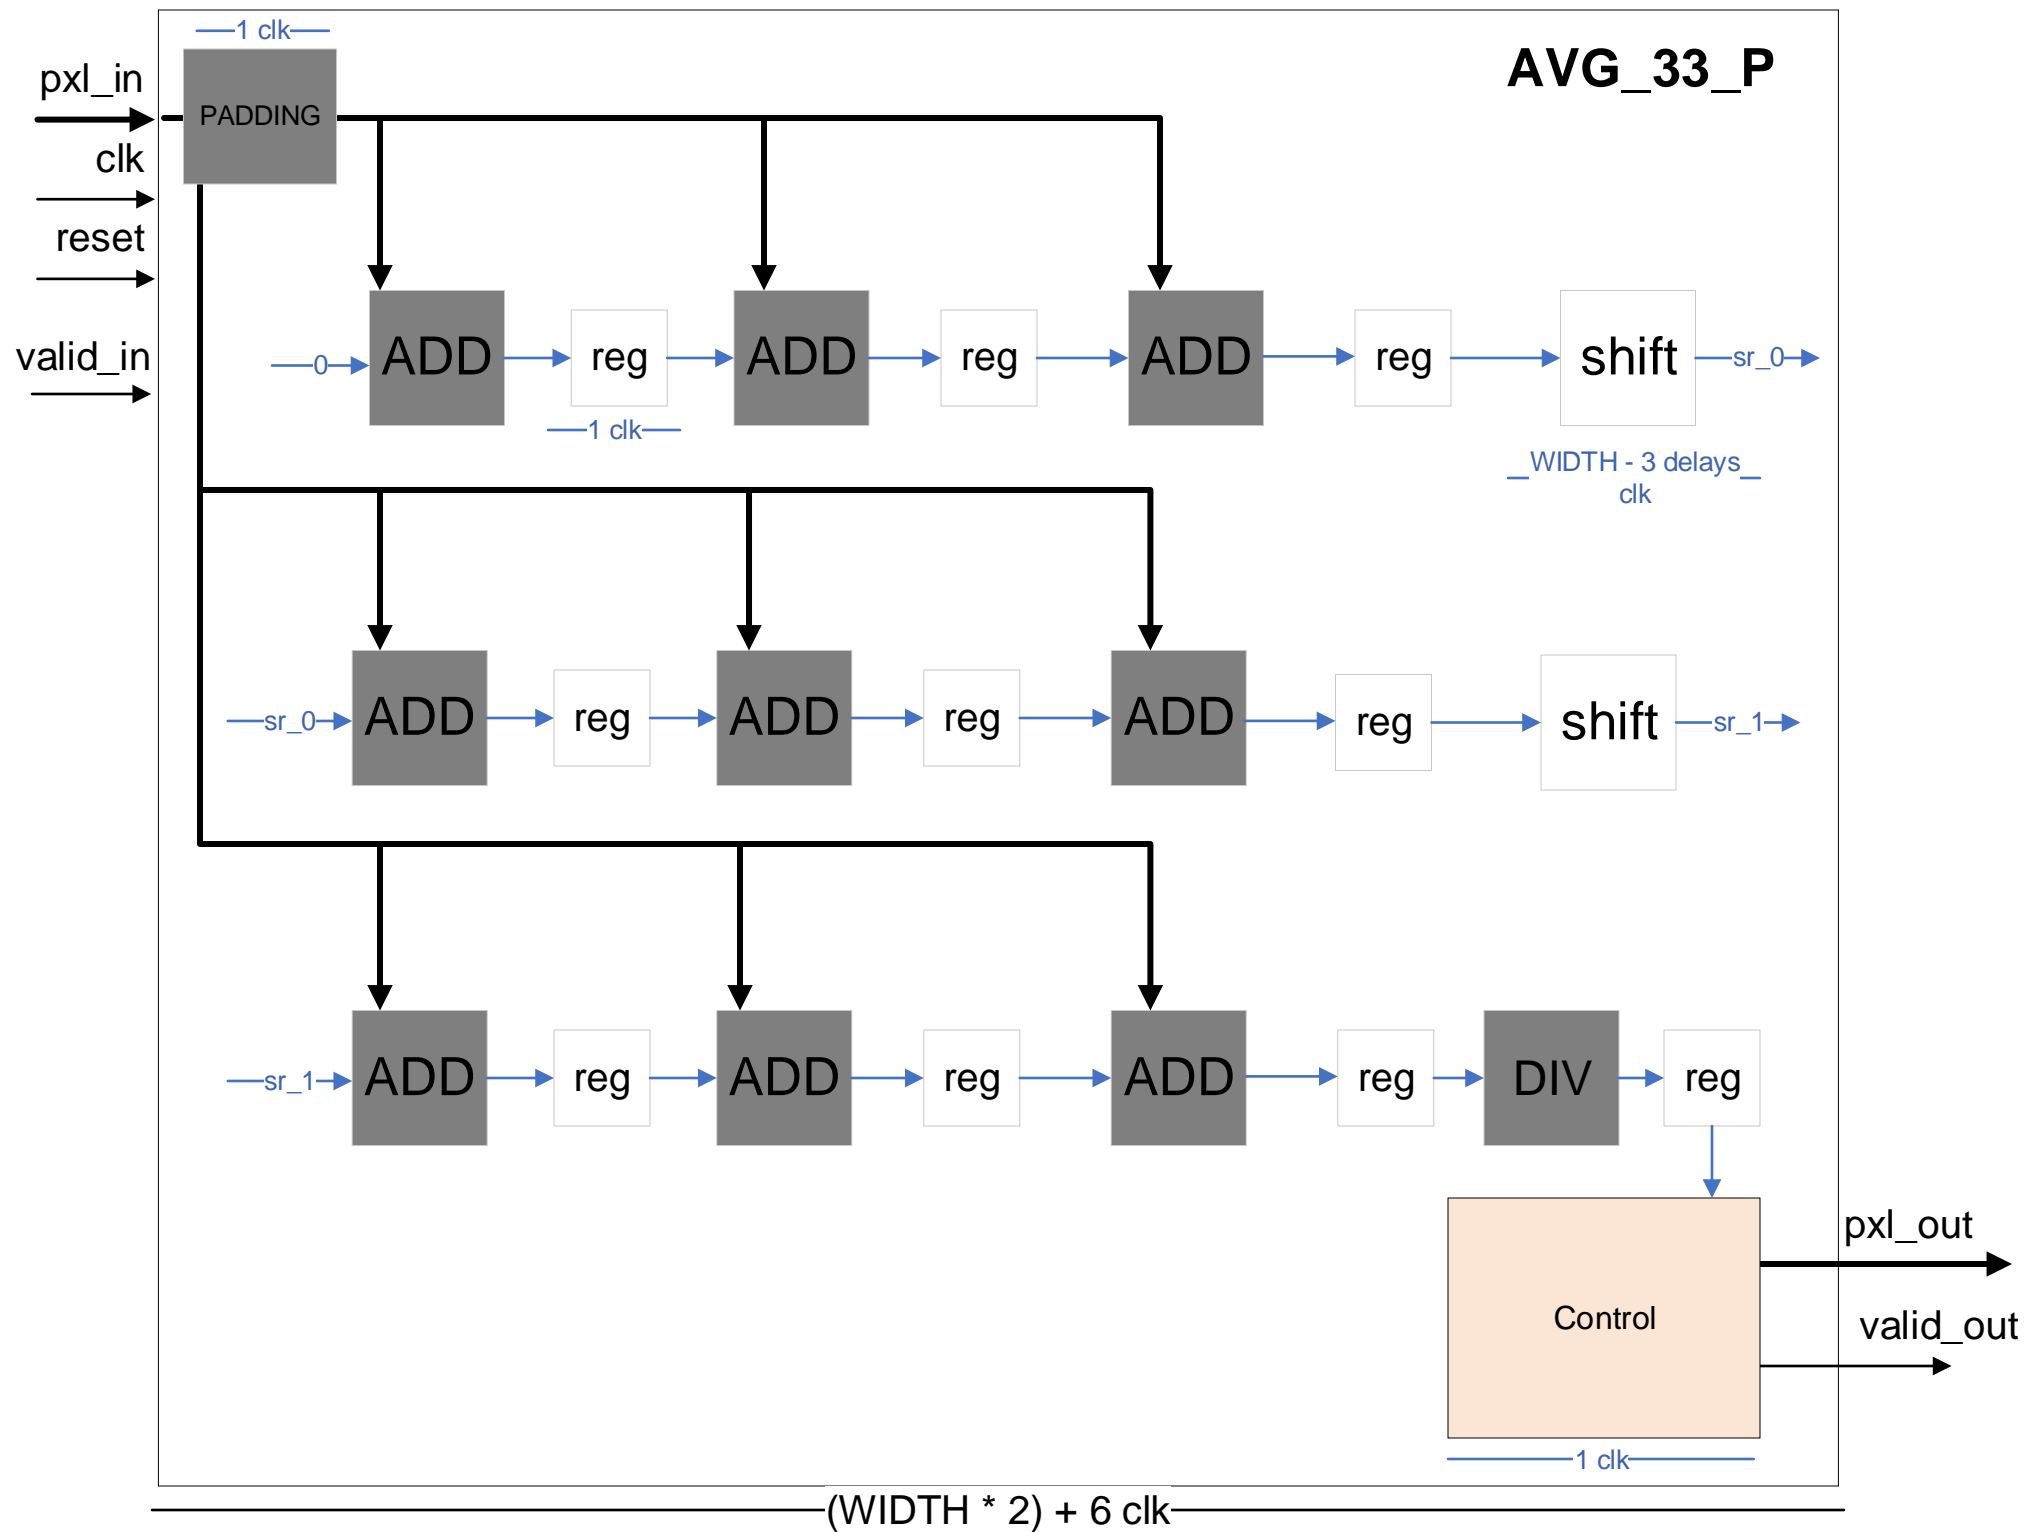 1 clk
AVG_33_P
pxl_in
PADDING
clk
reset
valid_in
0
ADD
reg
ADD
reg
ADD
reg
shift
sr_0
1 clk
WIDTH - 3 delays
clk
sr_0
ADD
reg
ADD
reg
ADD
reg
shift
sr_1
sr_1
ADD
reg
ADD
reg
ADD
reg
DIV
reg
pxl_out
Control
valid_out
1 clk
(WIDTH * 2) + 6 clk